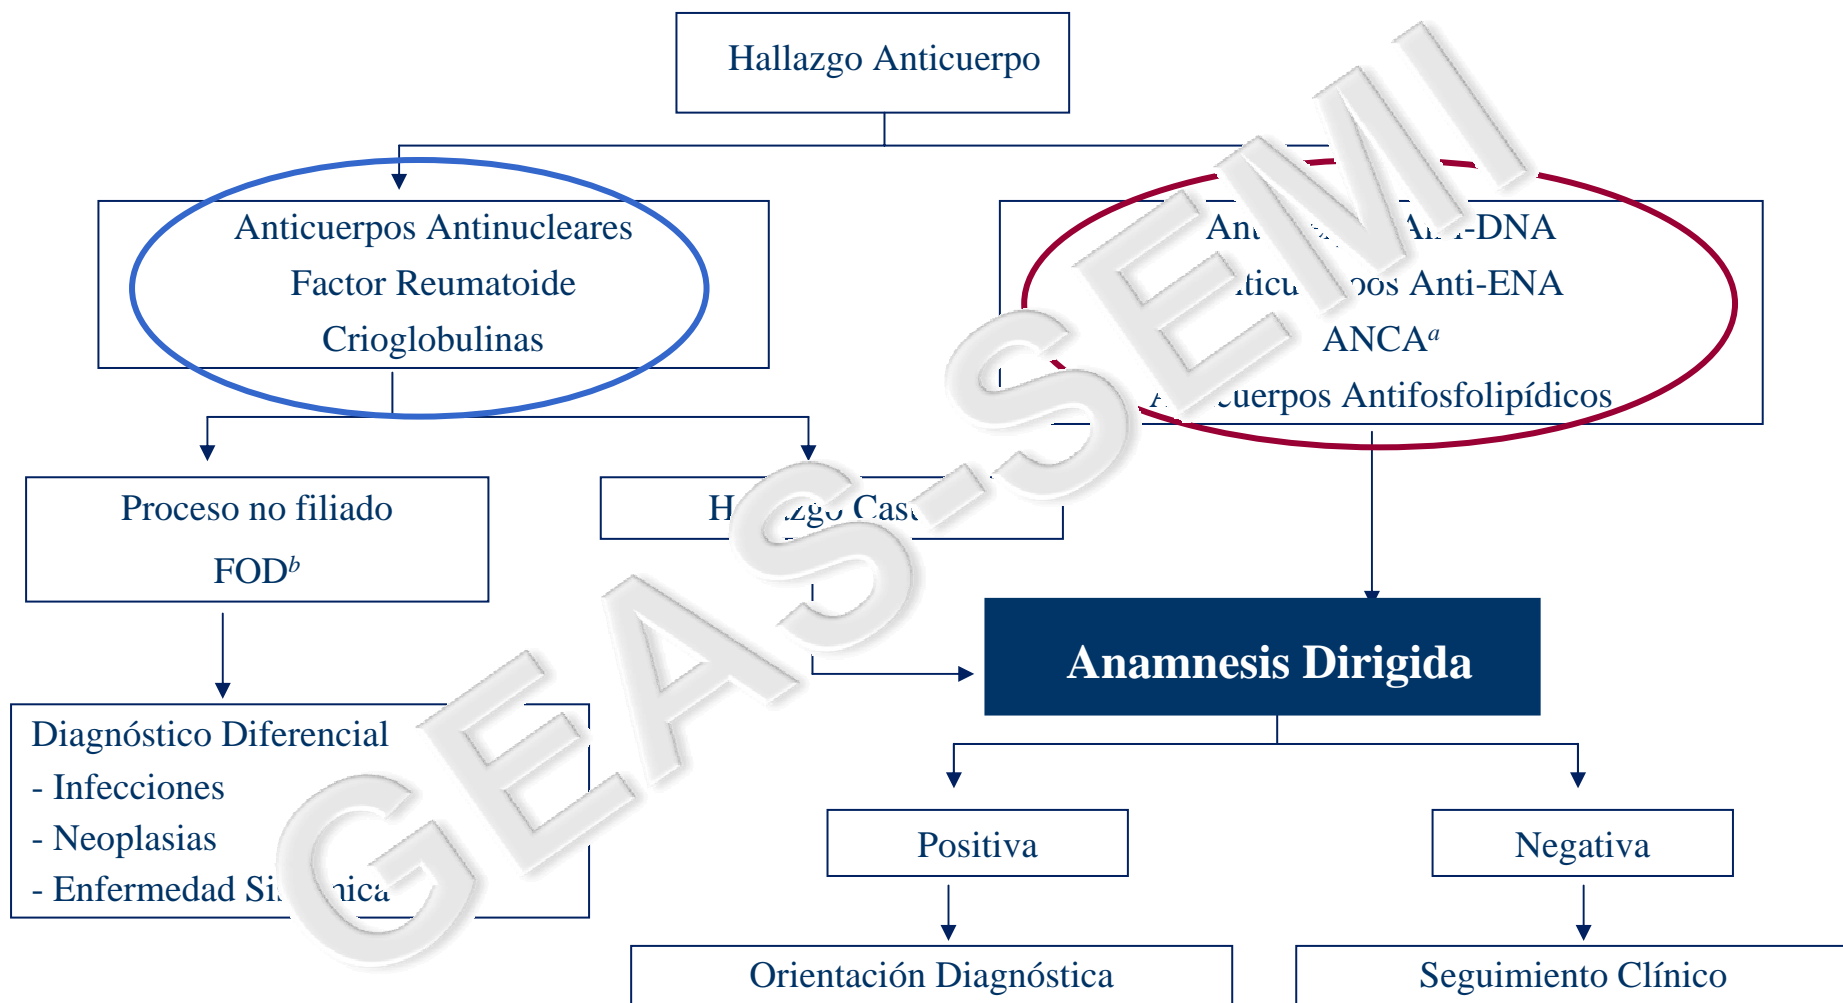 Hallazgo Anticuerpo
Anticuerpos Antinucleares
Factor Reumatoide
Crioglobulinas
Anti-DNA
Anti-ENA
ANCAᵃ
Antifosfolipídicos
Proceso no filiado
FODᵇ
Diagnóstico Diferencial
- Infecciones
- Neoplasias
- Enfermedad
Anamnesis Dirigida
Positiva
Negativa
Orientación Diagnóstica
Seguimiento Clínico
GEAS-SEMI